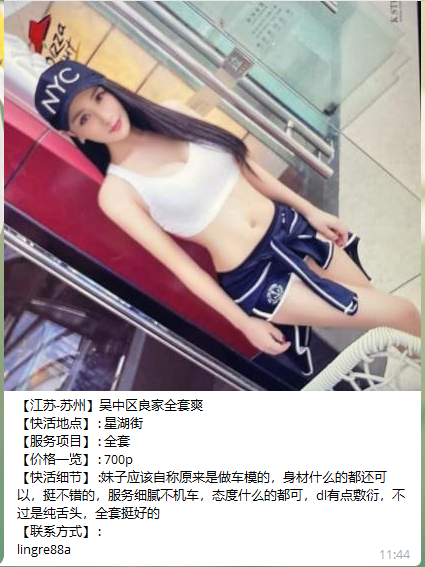 NYC
【江苏-苏州】吴中区良家全套爽
【快活地点】: 星湖街
【服务项目】: 全套
【价格一览】: 700p
【快活细节】:妹子应该自称原来是做车模的，身材什么的都还可
以，挺不错的，服务细腻不机车，态度什么的都可，dl有点敷衍，不
过是纯舌头，全套挺好的
【联系方式】:
lingre88a
11:44